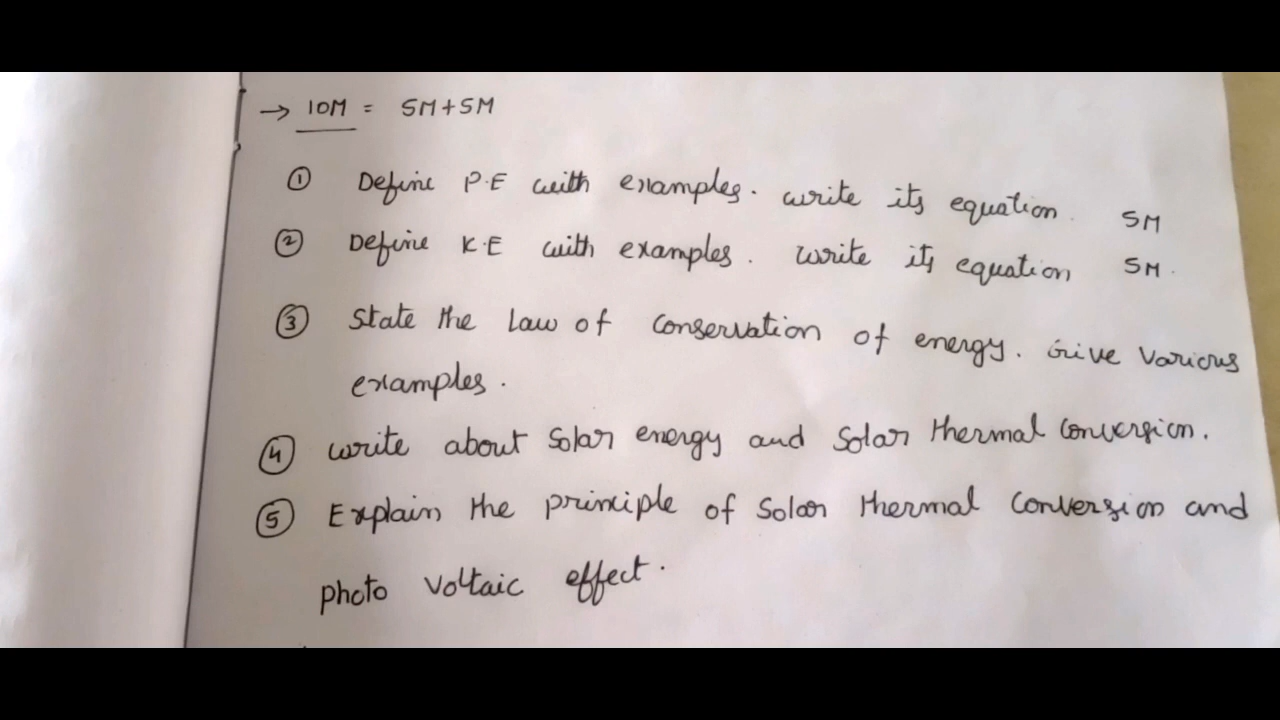 → 10M = 5M+5M
① Define P.E with examples. write its equation. 5M
② Define K.E with examples. write its equation 5M.
③ State the Law of Conservation of energy. Give Various
examples.
④ write about Solar energy and Solar thermal Conversion.
⑤ Explain the principle of Solar thermal Conversion and
photo voltaic effect.